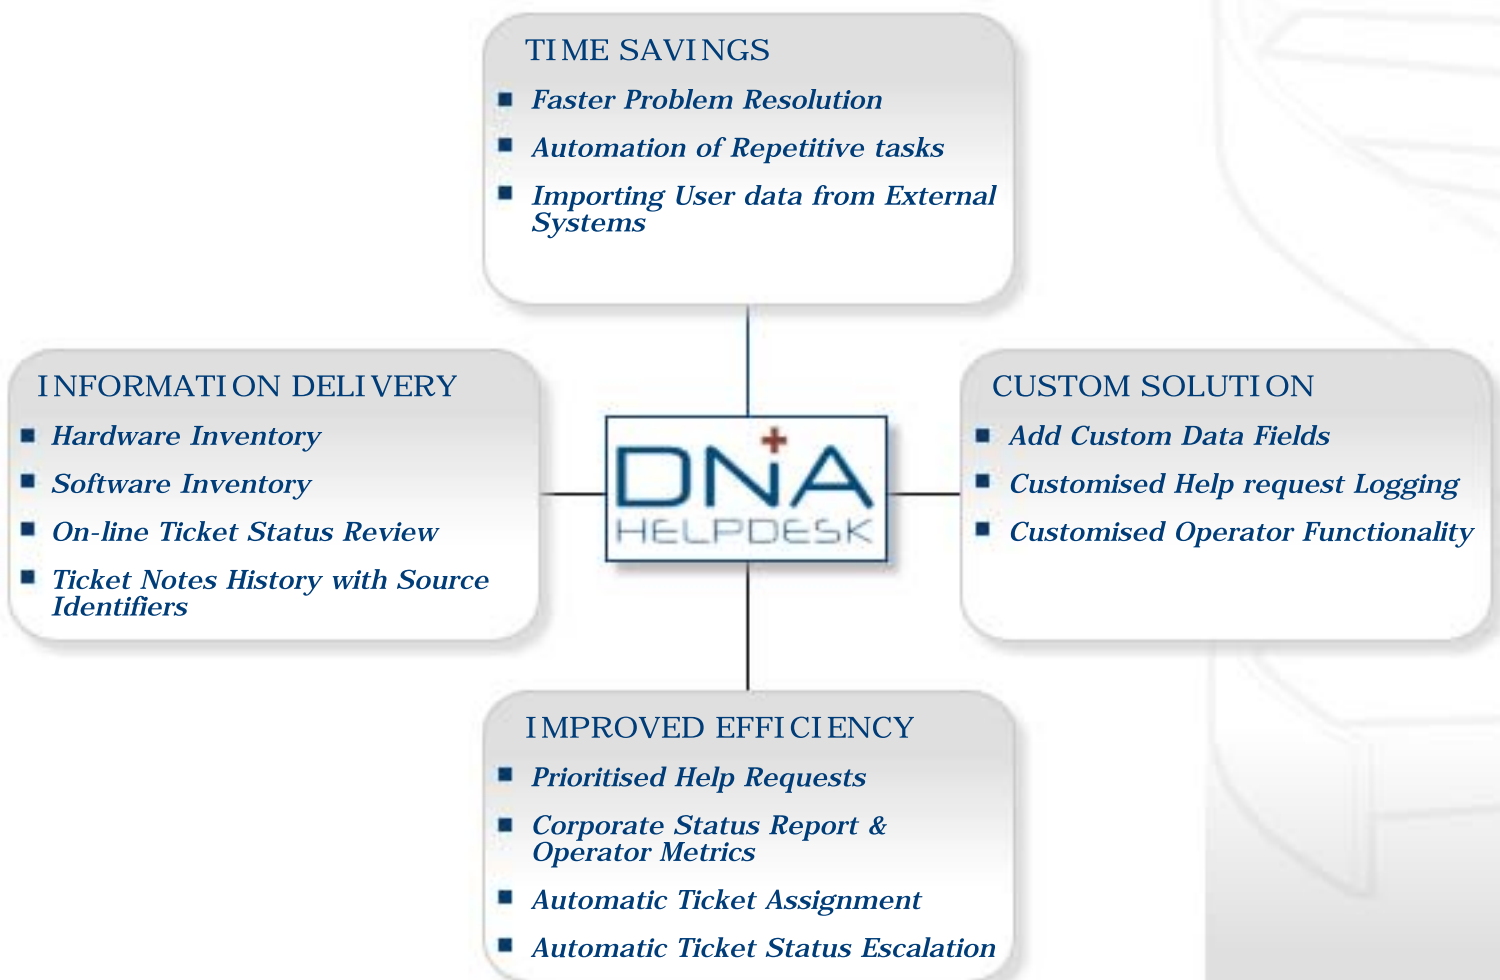 TIME SAVINGS
Faster Problem Resolution
Automation of Repetitive tasks
Importing User data from External
Systems
INFORMATION DELIVERY
Hardware Inventory
Software Inventory
On-line Ticket Status Review
Ticket Notes History with Source
Identifiers
DNA
HELPDESK
CUSTOM SOLUTION
Add Custom Data Fields
Customised Help request Logging
Customised Operator Functionality
IMPROVED EFFICIENCY
Prioritised Help Requests
Corporate Status Report &
Operator Metrics
Automatic Ticket Assignment
Automatic Ticket Status Escalation